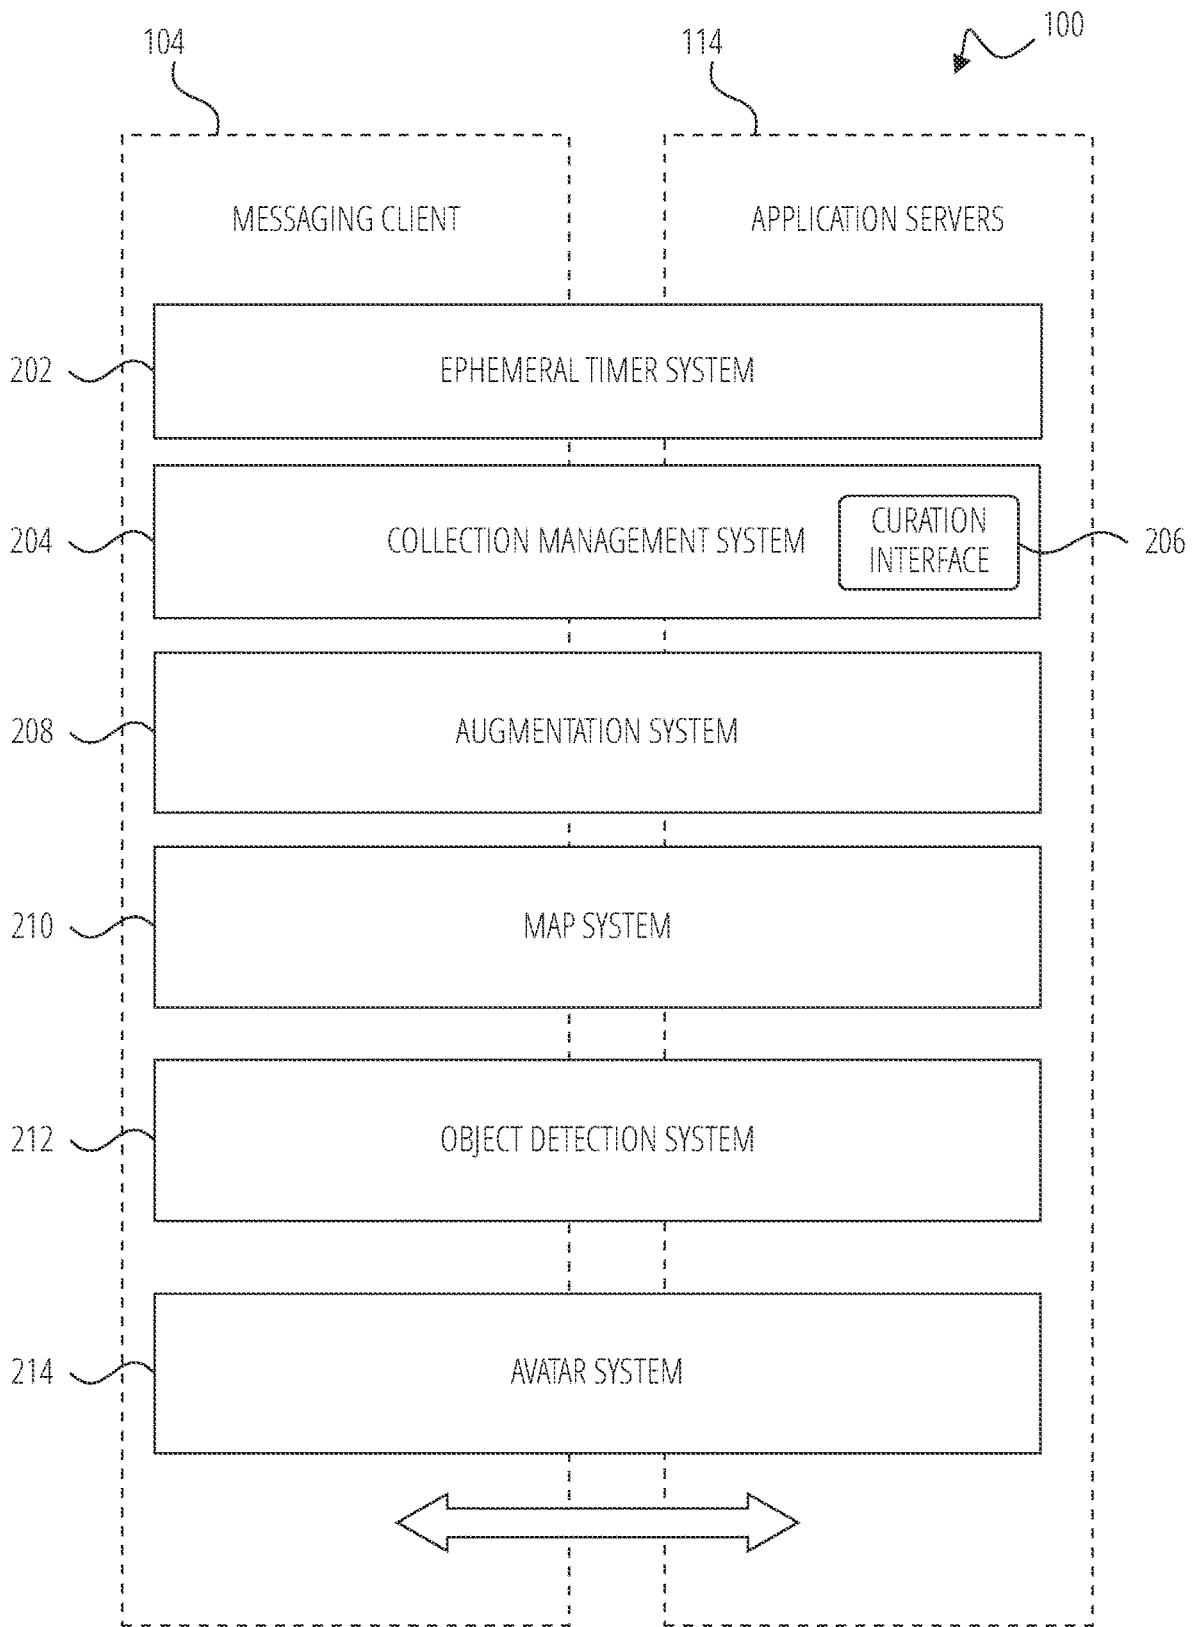 100
104
114
MESSAGING CLIENT
APPLICATION SERVERS
202
EPHEMERAL TIMER SYSTEM
204
COLLECTION MANAGEMENT SYSTEM
CURATION
INTERFACE
206
208
AUGMENTATION SYSTEM
210
MAP SYSTEM
212
OBJECT DETECTION SYSTEM
214
AVATAR SYSTEM